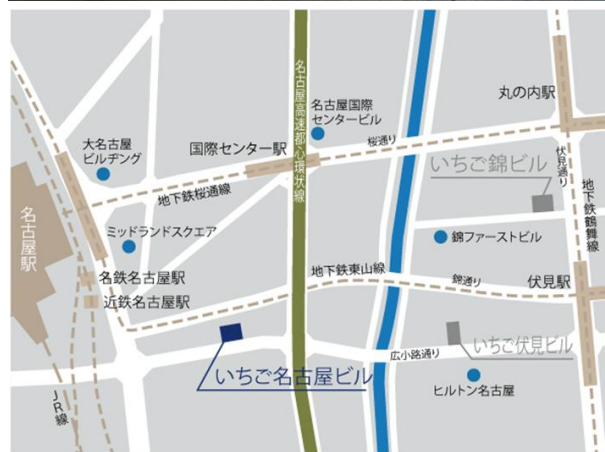 丸の内駅
名古屋国際
センタービル
名古屋高速都心環状線
大名古屋
ビルヂング
国際センター駅
桜通り
伏見通り
いちご錦ビル
地下鉄桜通線
地下鉄鶴舞線
名古屋駅
ミッドランドスクエア
錦ファーストビル
名鉄名古屋駅
地下鉄東山線
錦通り
伏見駅
近鉄名古屋駅
いちご名古屋ビル
広小路通り
いちご伏見ビル
JR線
ヒルトン名古屋